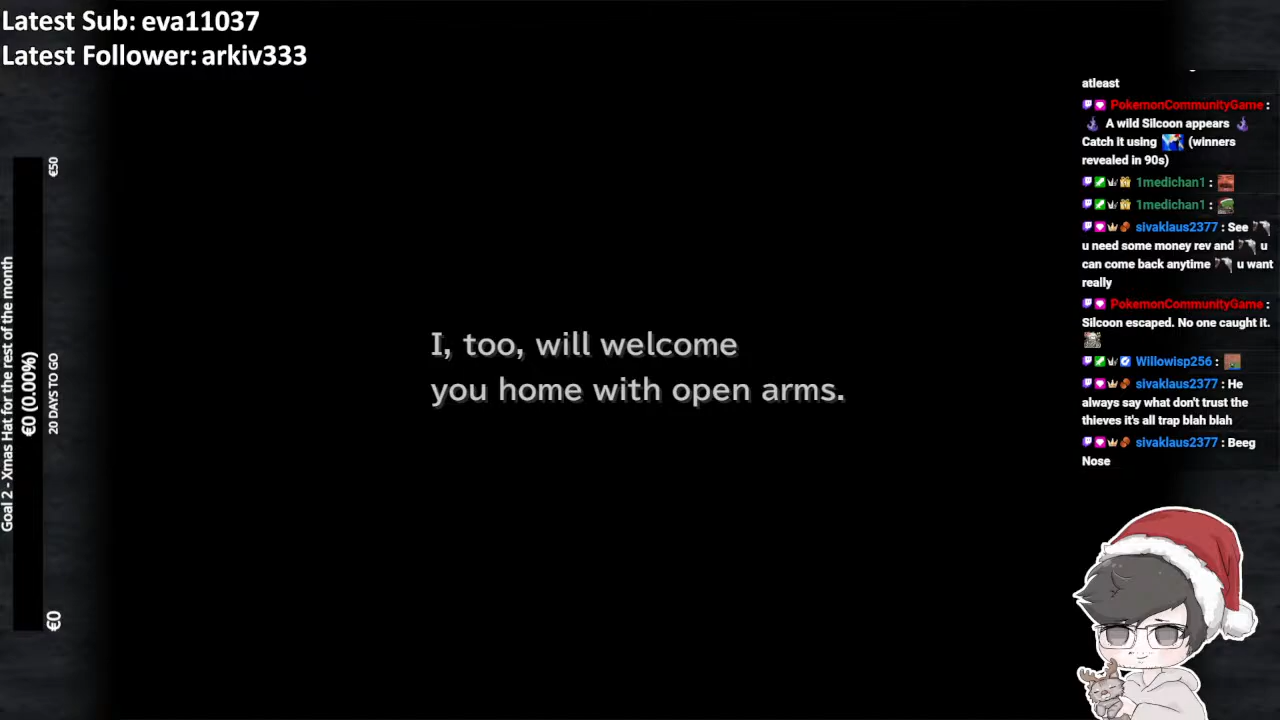 Latest Sub: eva11037
Latest Follower: arkiv333
Goal 2 - Xmas Hat for the rest of the month
€0 (0.00%)
20 DAYS TO GO
€50
€0
I, too, will welcome
you home with open arms.
atleast
PokemonCommunityGame :
A wild Silcoon appears
Catch it using (winners
revealed in 90s)
1medichan1 :
1medichan1 :
sivaklaus2377 : See
u need some money rev and u
can come back anytime u want
really
PokemonCommunityGame :
Silcoon escaped. No one caught it.
Willowisp256 :
sivaklaus2377 : He
always say what don't trust the
thieves it's all trap blah blah
sivaklaus2377 : Beeg
Nose